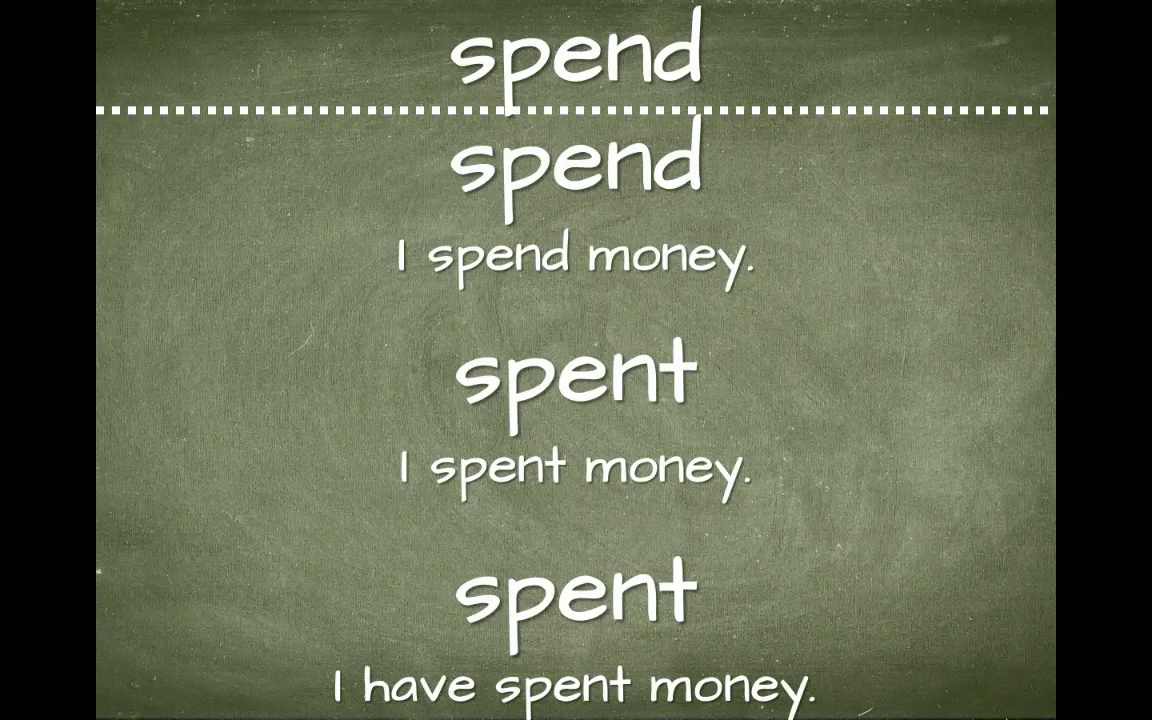 spend
spend
I spend money.
spent
I spent money.
spent
I have spent money.